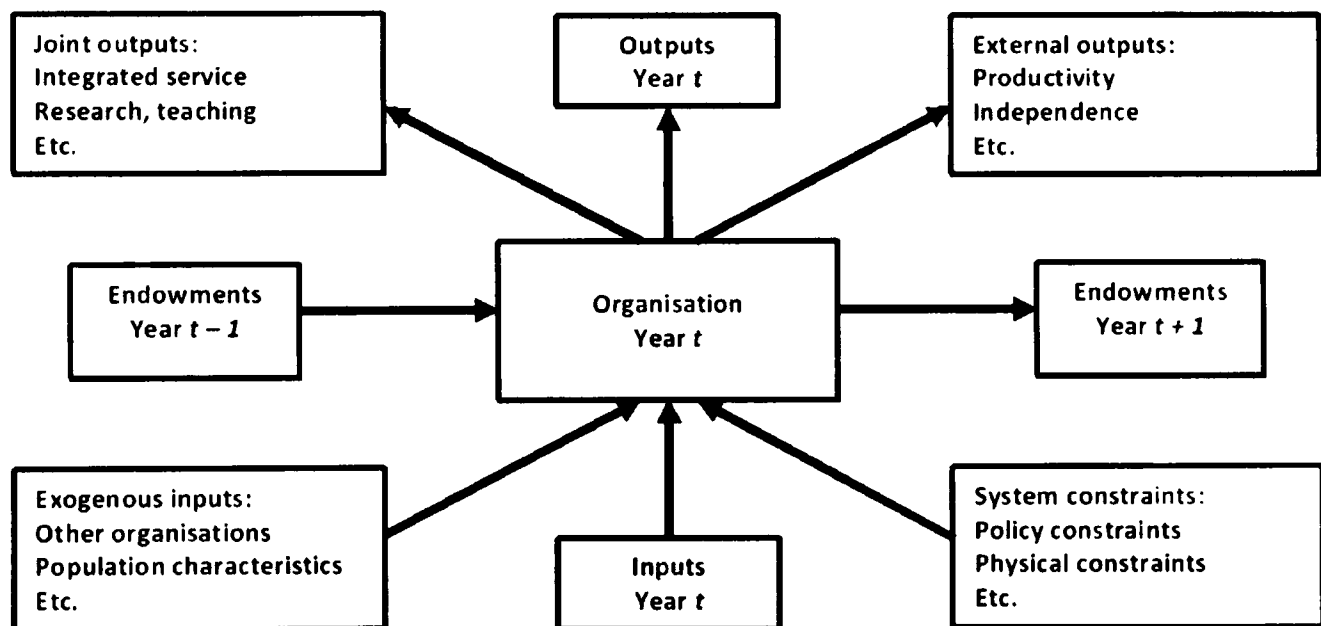 Joint outputs:
Integrated service
Research, teaching
Etc.
Outputs
Year t
External outputs:
Productivity
Independence
Etc.
Endowments
Year t – 1
Organisation
Year t
Endowments
Year t + 1
Exogenous inputs:
Other organisations
Population characteristics
Etc.
Inputs
Year t
System constraints:
Policy constraints
Physical constraints
Etc.